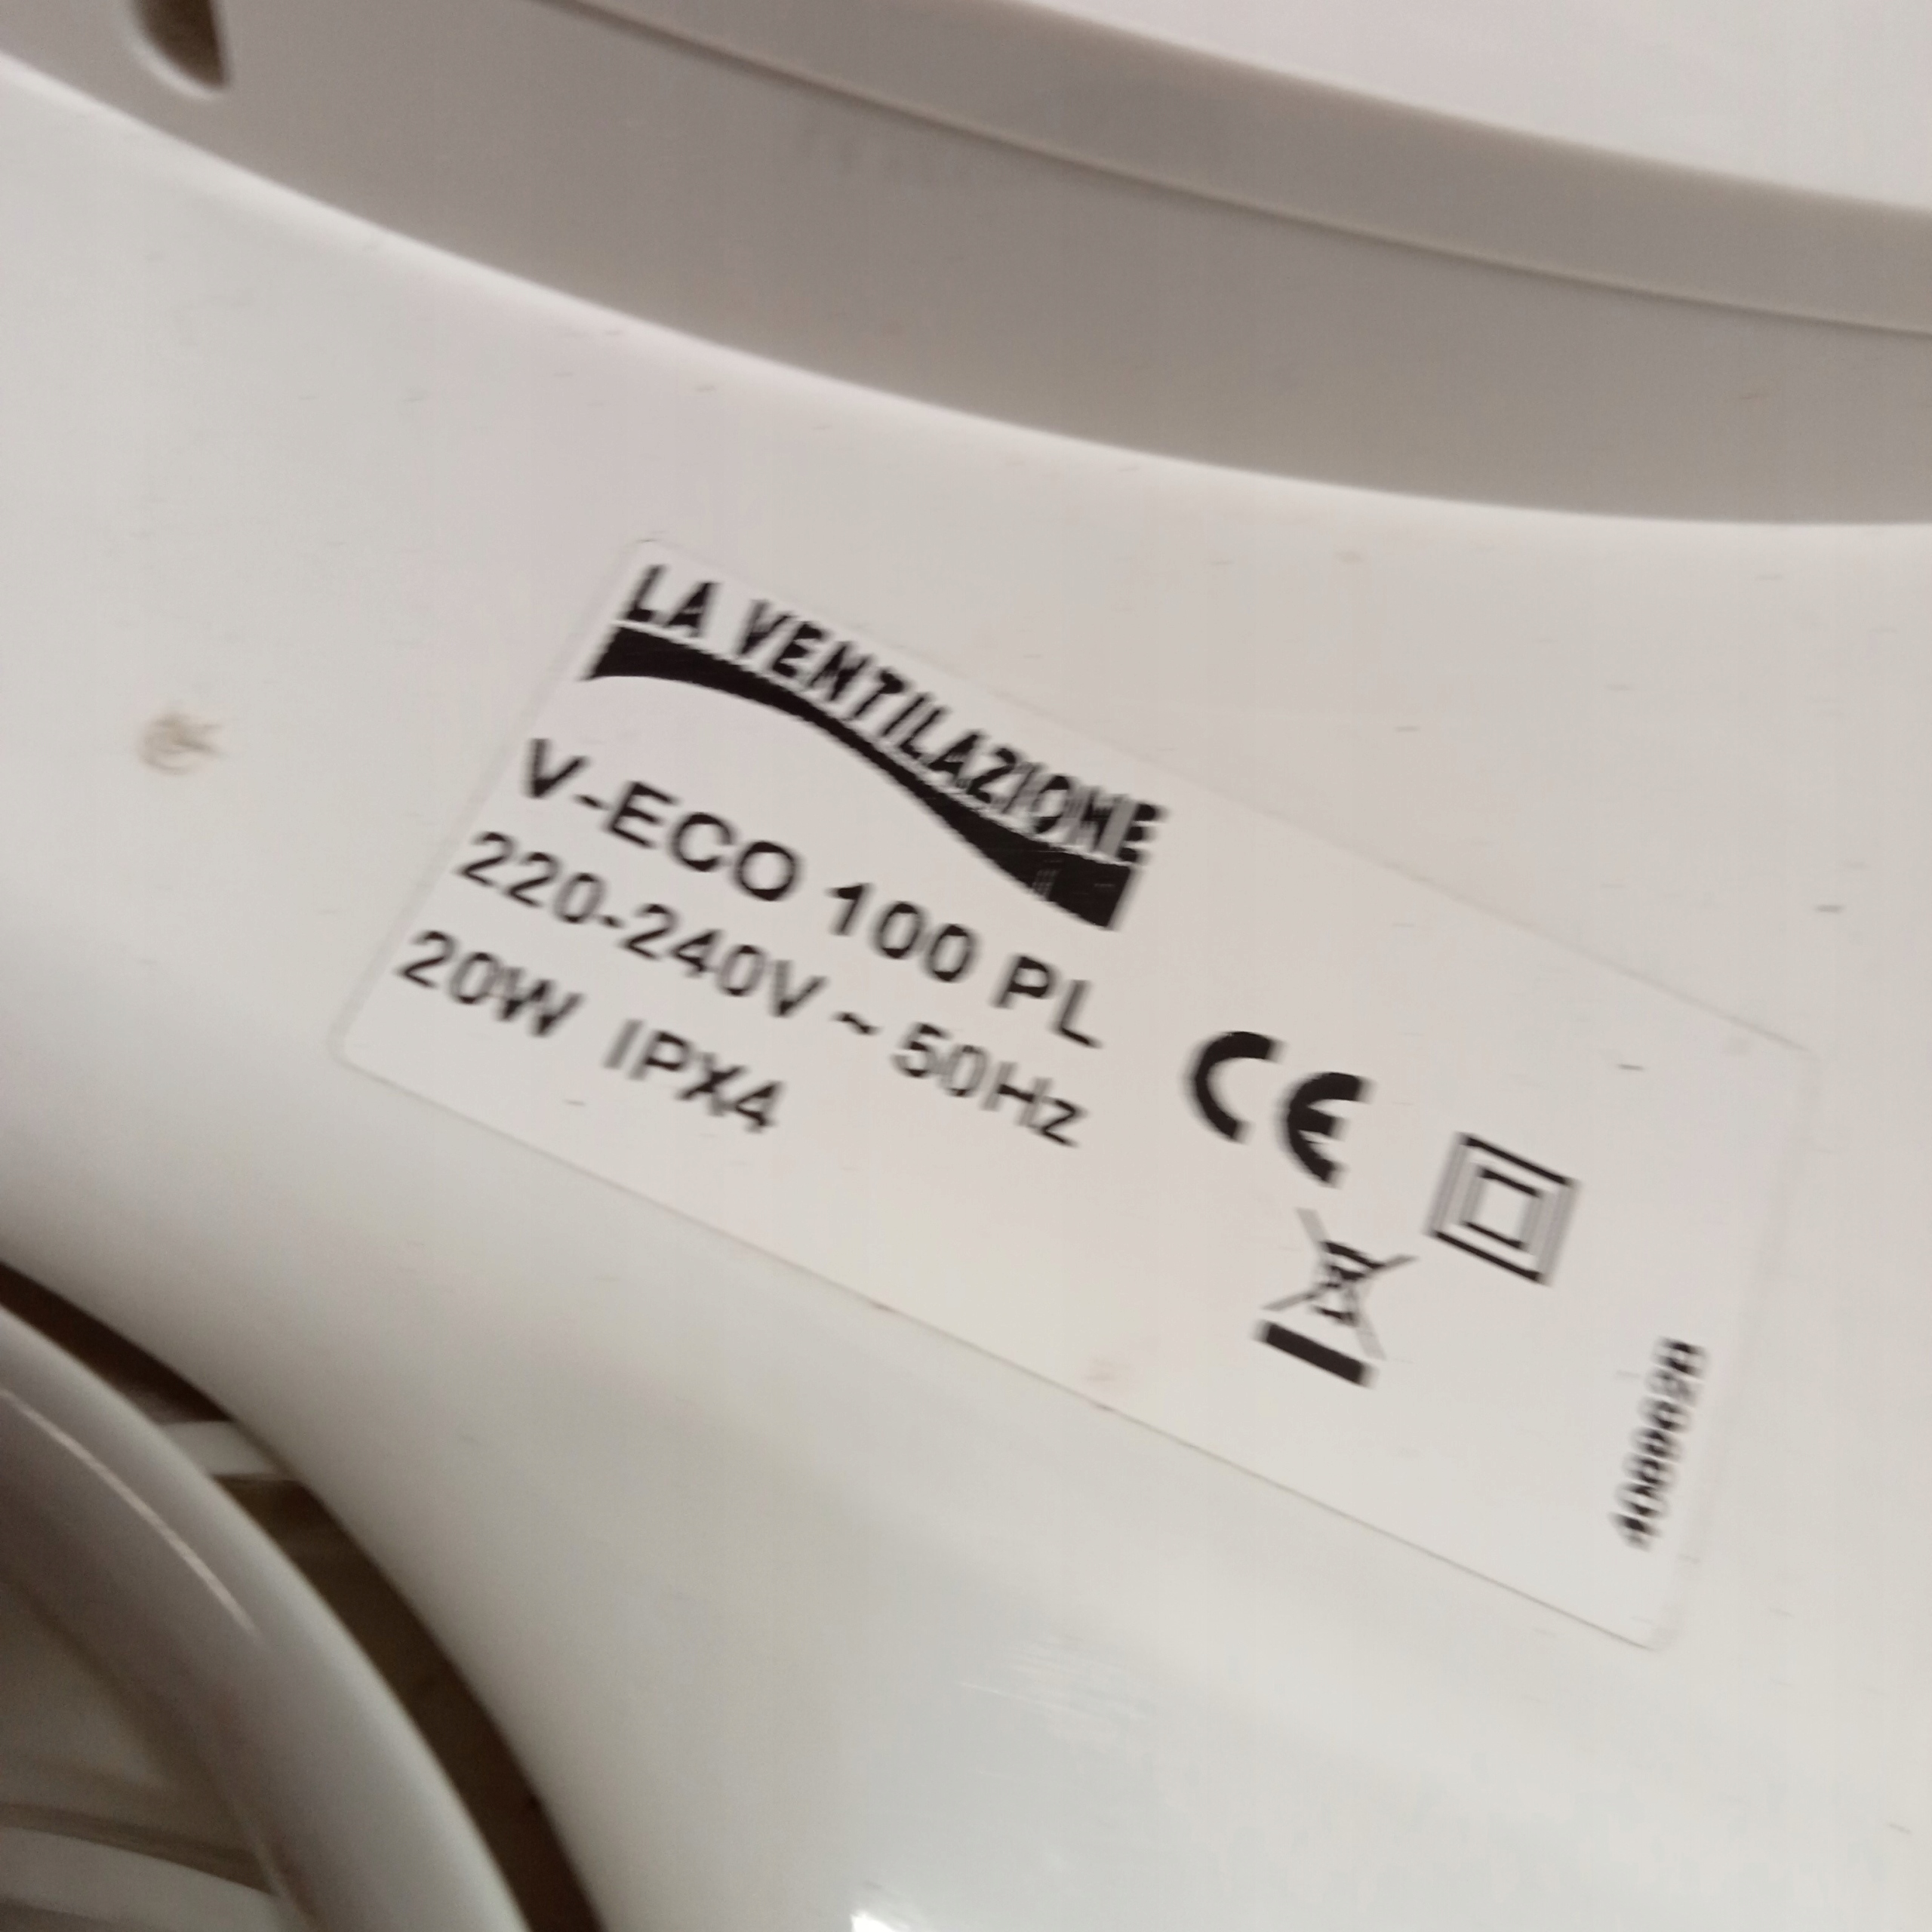 LA VENTILAZIONE
V-ECO 100 PL
220-240V ~ 50Hz
20W IPX4
CE